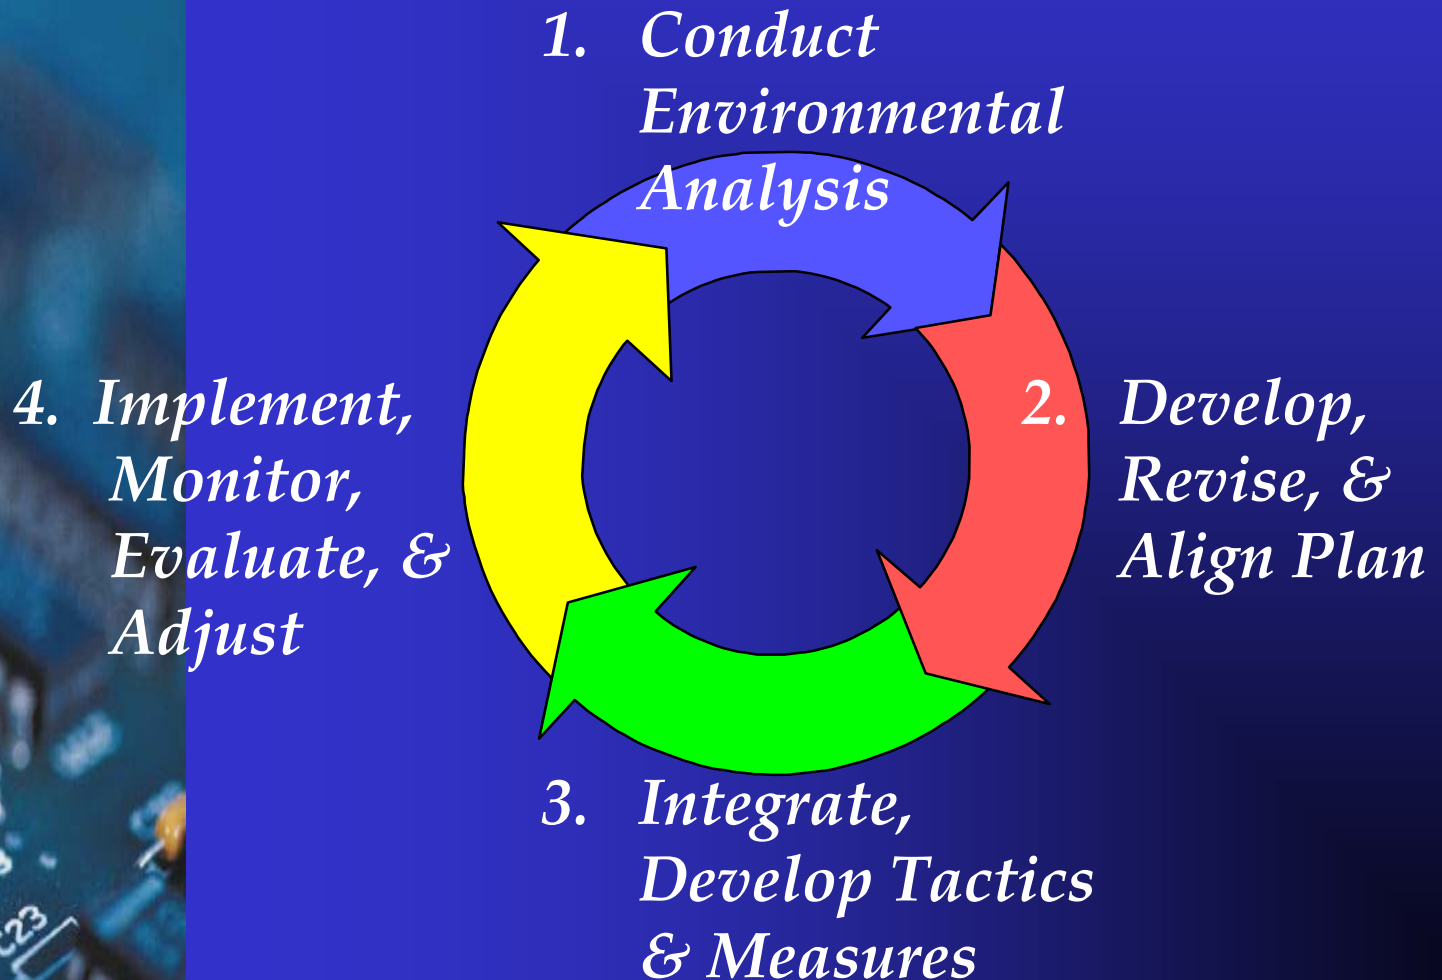 1. Conduct
Environmental
Analysis
2. Develop,
Revise, &
Align Plan
3. Integrate,
Develop Tactics
& Measures
4. Implement,
Monitor,
Evaluate, &
Adjust
C23